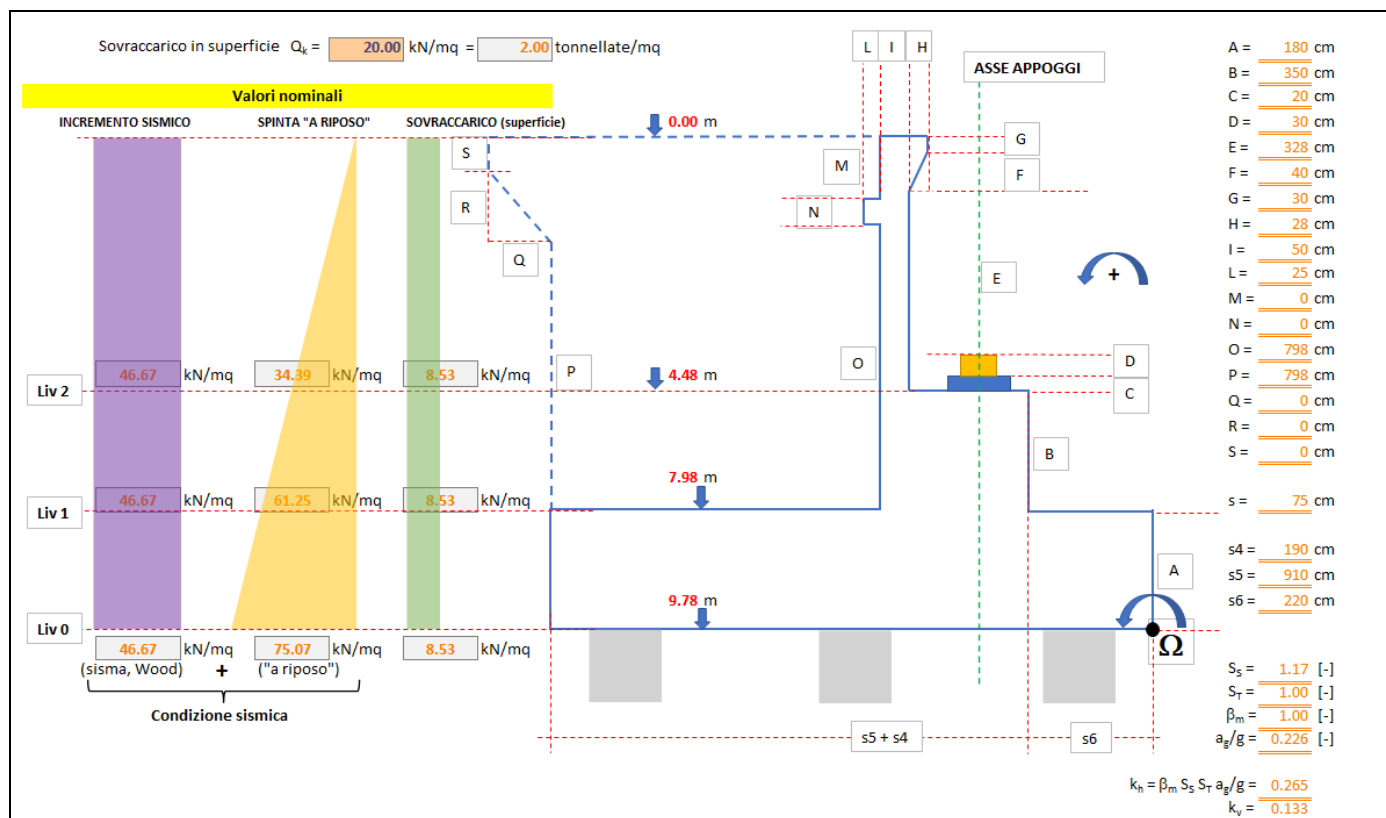 Sovraccarico in superficie Qk = 20.00 kN/mq = 2.00 tonnellate/mq
Valori nominali
INCREMENTO SISMICO SPINTA "A RIPOSO" SOVRACCARICO (superficie)
L I H
ASSE APPOGGI
0.00 m
S
M
G
F
R
N
Q
E
+
46.67 kN/mq 34.39 kN/mq 8.53 kN/mq
Liv 2
P
4.48 m
O
D
C
B
7.98 m
46.67 kN/mq 61.25 kN/mq 8.53 kN/mq
Liv 1
A
9.78 m
Liv 0
Ω
46.67 kN/mq 75.07 kN/mq 8.53 kN/mq
(sisma, Wood) + ("a riposo")
Condizione sismica
s5 + s4
s6
A = 180 cm
B = 350 cm
C = 20 cm
D = 30 cm
E = 328 cm
F = 40 cm
G = 30 cm
H = 28 cm
I = 50 cm
L = 25 cm
M = 0 cm
N = 0 cm
O = 798 cm
P = 798 cm
Q = 0 cm
R = 0 cm
S = 0 cm
s = 75 cm
s4 = 190 cm
s5 = 910 cm
s6 = 220 cm
SS = 1.17 [-]
ST = 1.00 [-]
βm = 1.00 [-]
ag/g = 0.226 [-]
kh = βm SS ST ag/g = 0.265
kv = 0.133